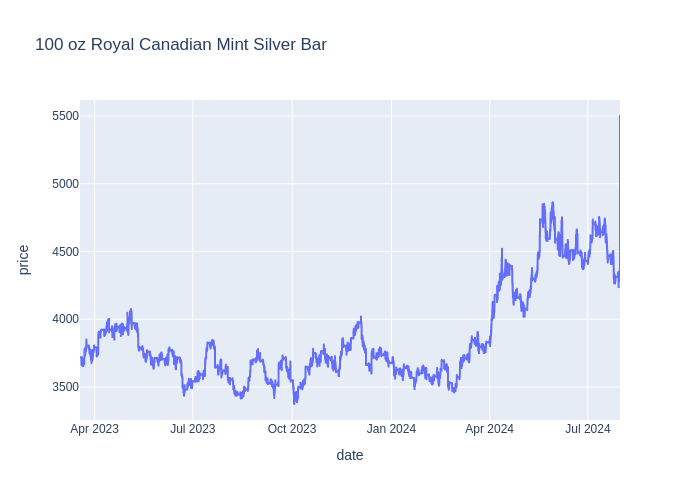 100 oz Royal Canadian Mint Silver Bar
5500
5000
4500
4000
3500
price
Apr 2023 Jul 2023 Oct 2023 Jan 2024 Apr 2024 Jul 2024
date